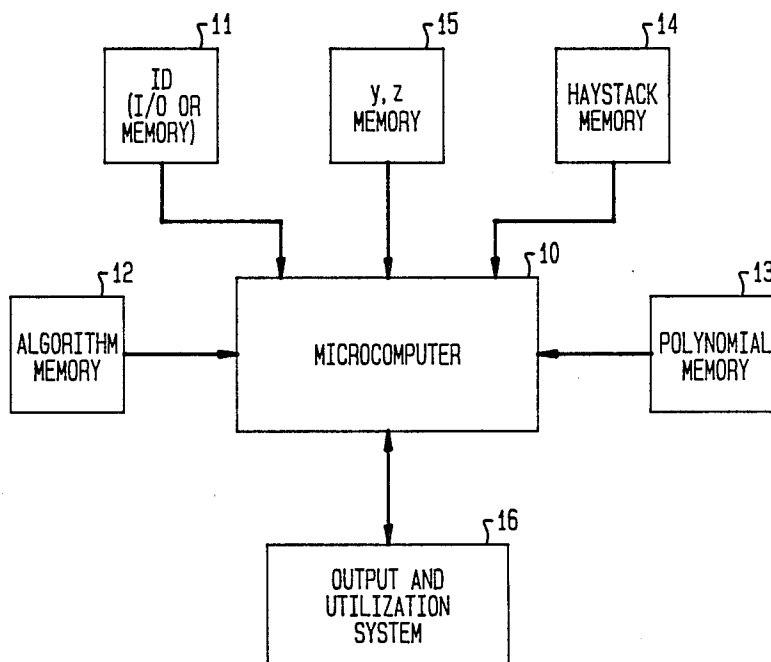 11
ID
(I/O OR
MEMORY)
15
y, z
MEMORY
14
HAYSTACK
MEMORY
12
ALGORITHM
MEMORY
10
MICROCOMPUTER
13
POLYNOMIAL
MEMORY
16
OUTPUT AND
UTILIZATION
SYSTEM